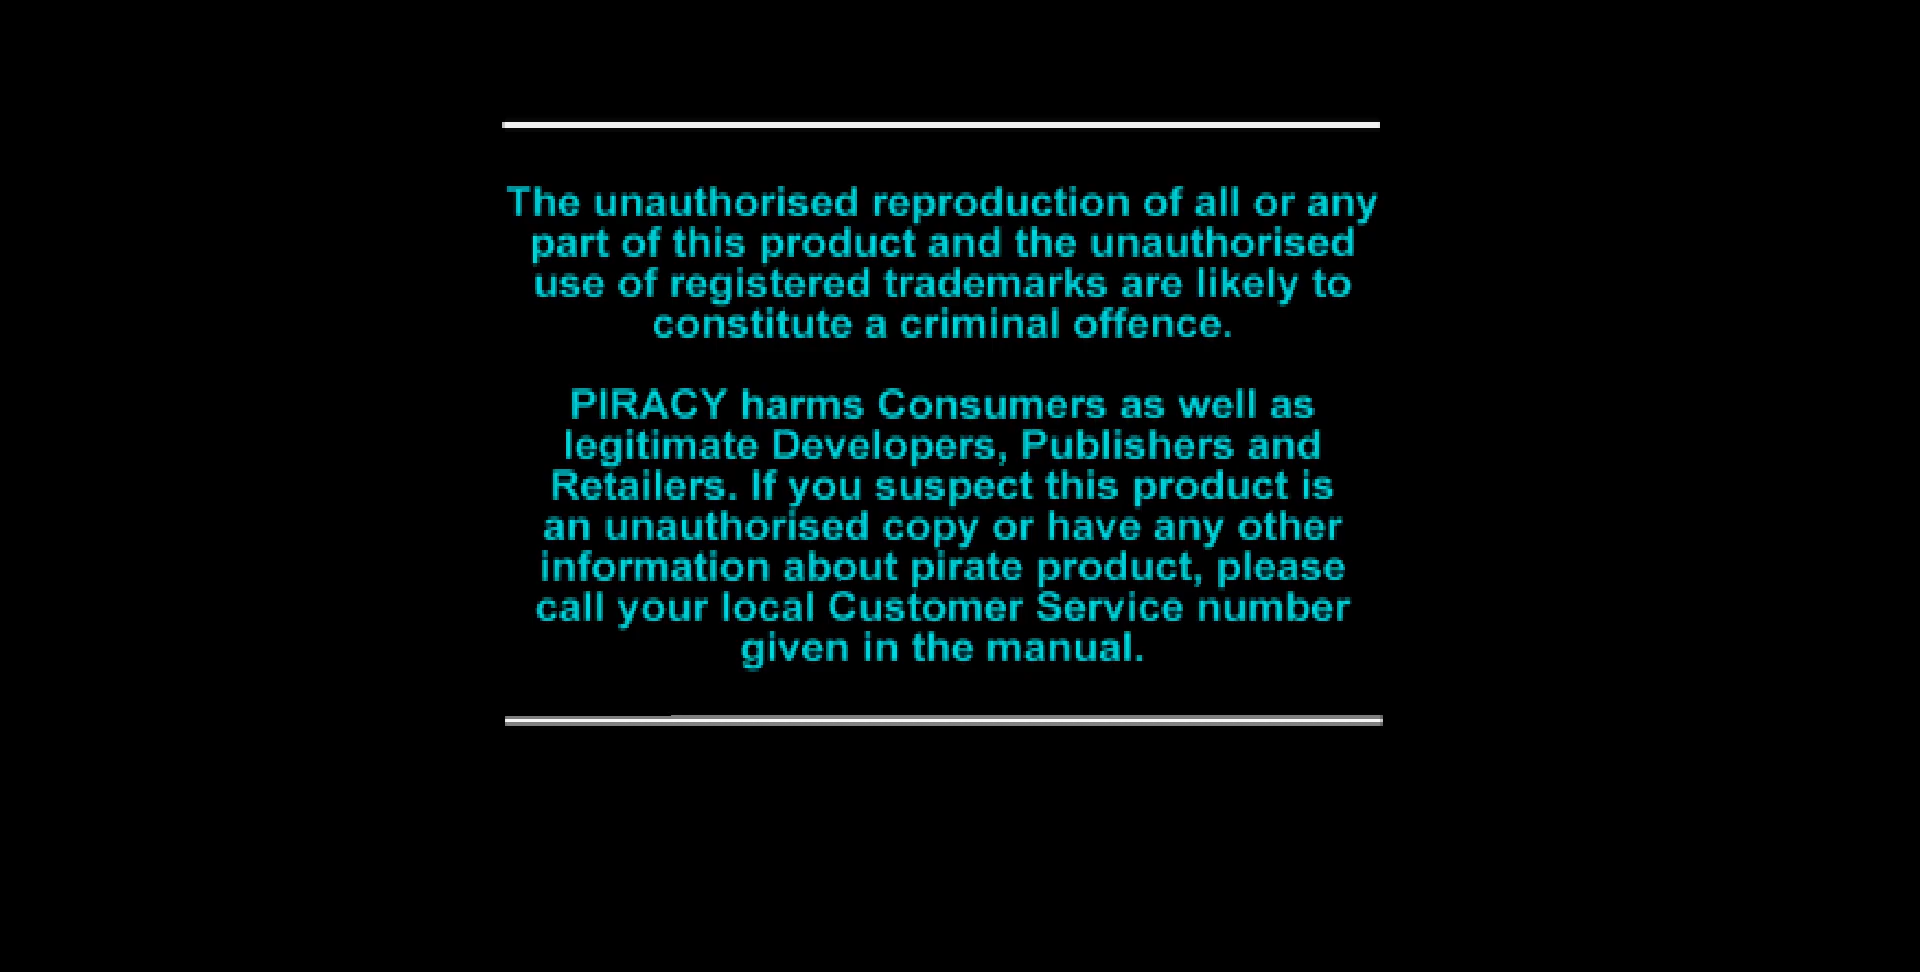 The unauthorised reproduction of all or any
part of this product and the unauthorised
use of registered trademarks are likely to
constitute a criminal offence.
PIRACY harms Consumers as well as
legitimate Developers, Publishers and
Retailers. If you suspect this product is
an unauthorised copy or have any other
information about pirate product, please
call your local Customer Service number
given in the manual.